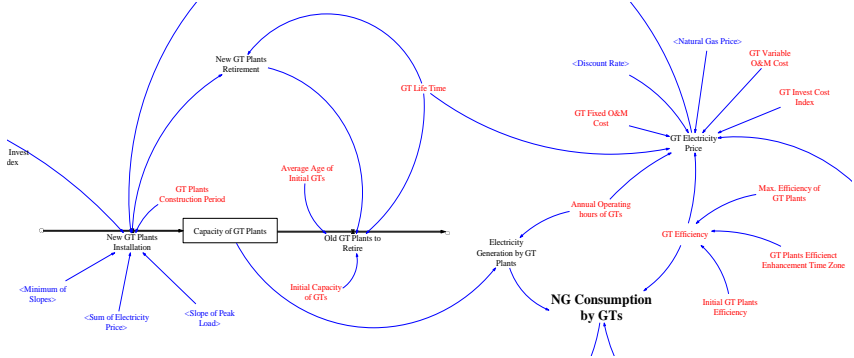 New GT Plants
Retirement
<Natural Gas Price>
GT Variable
O&M Cost
<Discount Rate>
GT Life Time
GT Invest Cost
Index
GT Fixed O&M
Cost
GT Electricity
Price
Invest
dex
Average Age of
Initial GTs
GT Plants
Construction Period
Max. Efficiency of
GT Plants
Annual Operating
hours of GTs
Capacity of GT Plants
New GT Plants
Installation
Old GT Plants to
Retire
GT Efficiency
Electricity
Generation by GT
Plants
GT Plants Efficienct
Enhancement Time Zone
<Minimum of
Slopes>
Initial Capacity
of GTs
<Sum of Electricity
Price>
<Slope of Peak
Load>
NG Consumption
by GTs
Initial GT Plants
Efficiency